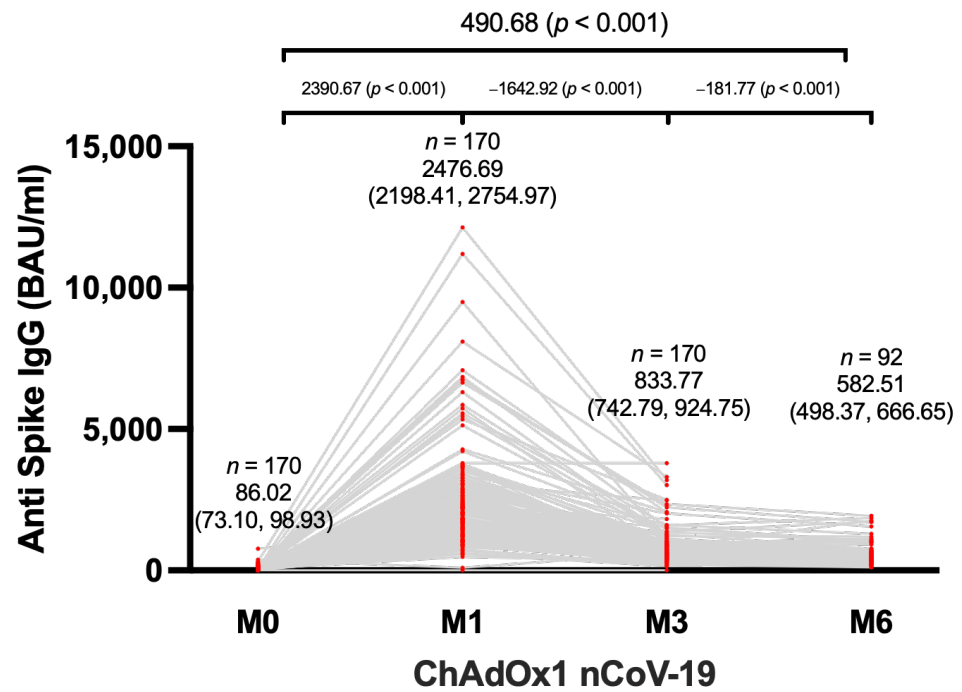 490.68 (p < 0.001)
2390.67 (p < 0.001) −1642.92 (p < 0.001) −181.77 (p < 0.001)
Anti Spike IgG (BAU/ml)
15,000
10,000
5,000
0
n = 170
86.02
(73.10, 98.93)
n = 170
2476.69
(2198.41, 2754.97)
n = 170
833.77
(742.79, 924.75)
n = 92
582.51
(498.37, 666.65)
M0 M1 M3 M6
ChAdOx1 nCoV-19